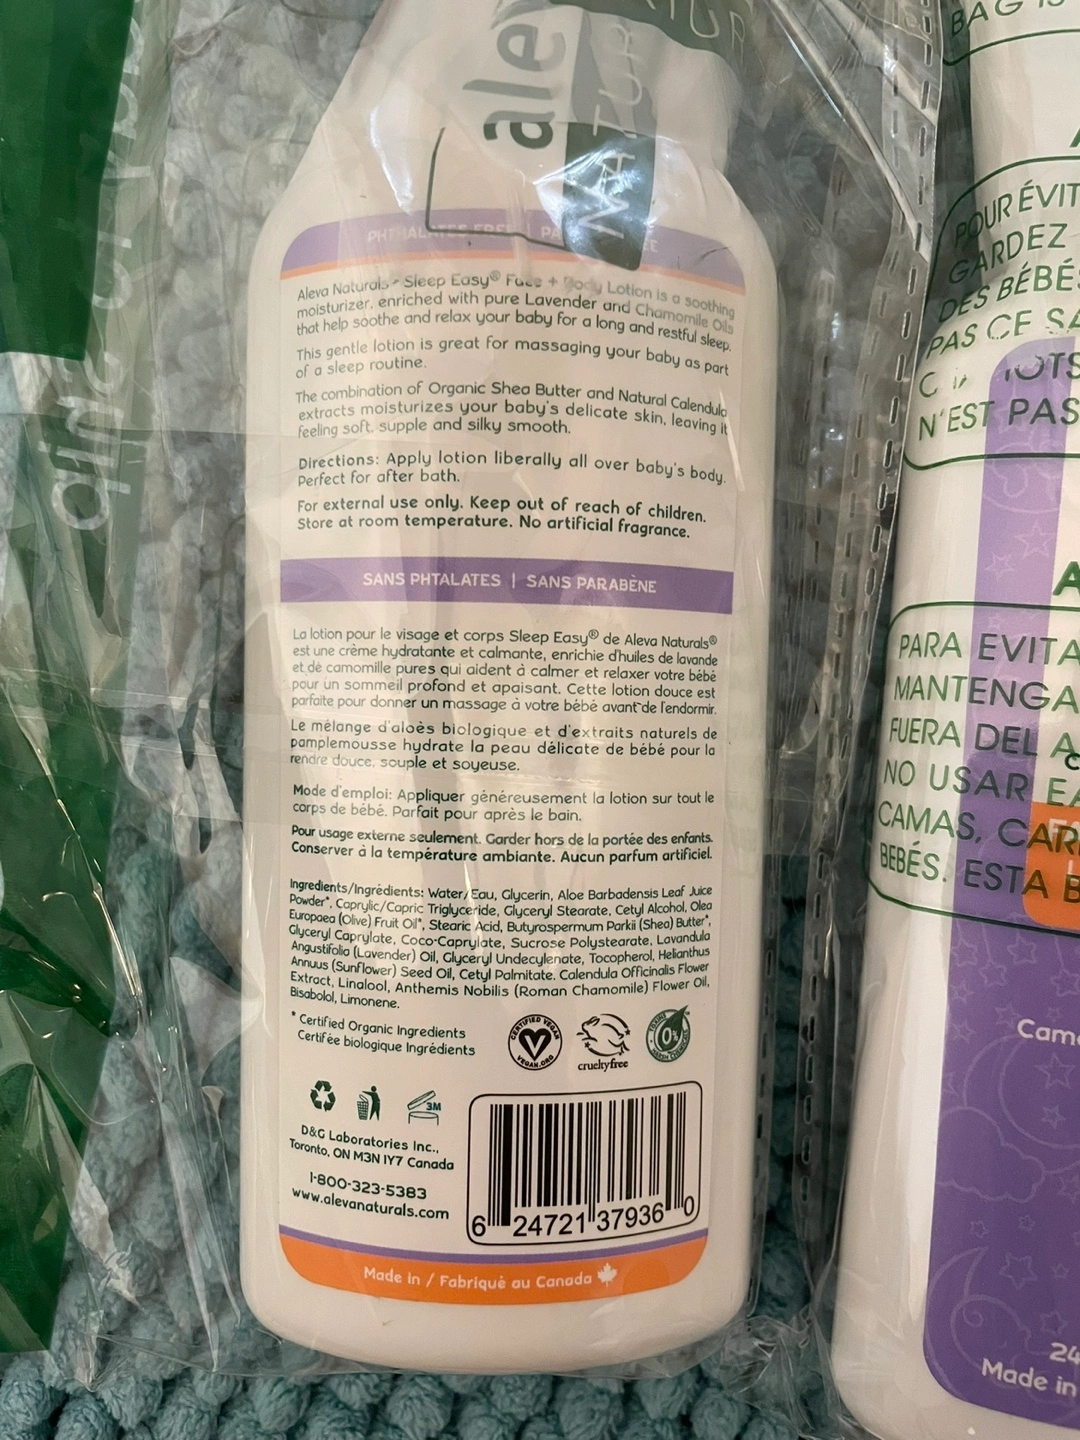 ale
NATUR
PHTHALATES FREE | PA EE
Aleva Naturals® Sleep Easy® Face + Body Lotion is a soothing
moisturizer, enriched with pure Lavender and Chamomile Oils
that help soothe and relax your baby for a long and restful sleep.
This gentle lotion is great for massaging your baby as part
of a sleep routine.
The combination of Organic Shea Butter and Natural Calendula
extracts moisturizes your baby's delicate skin, leaving it
feeling soft, supple and silky smooth.
Directions: Apply lotion liberally all over baby's body.
Perfect for after bath.
For external use only. Keep out of reach of children.
Store at room temperature. No artificial fragrance.
SANS PHTALATES | SANS PARABÈNE
La lotion pour le visage et corps Sleep Easy® de Aleva Naturals®
est une crème hydratante et calmante, enrichie d'huiles de lavande
et de camomille pures qui aident à calmer et relaxer votre bébé
pour un sommeil profond et apaisant. Cette lotion douce est
parfaite pour donner un massage à votre bébé avant de l'endormir.
Le mélange d'aloès biologique et d'extraits naturels de
pamplemousse hydrate la peau délicate de bébé pour la
rendre douce, souple et soyeuse.
Mode d'emploi: Appliquer généreusement la lotion sur tout le
corps de bébé. Parfait pour après le bain.
Pour usage externe seulement. Garder hors de la portée des enfants.
Conserver à la température ambiante. Aucun parfum artificiel.
Ingredients/Ingrédients: Water/Eau, Glycerin, Aloe Barbadensis Leaf Juice
Powder*, Caprylic/Capric Triglyceride, Glyceryl Stearate, Cetyl Alcohol, Olea
Europaea (Olive) Fruit Oil*, Stearic Acid, Butyrospermum Parkii (Shea) Butter*,
Glyceryl Caprylate, Coco-Caprylate, Sucrose Polystearate, Lavandula
Angustifolia (Lavender) Oil, Glyceryl Undecylenate, Tocopherol, Helianthus
Annuus (Sunflower) Seed Oil, Cetyl Palmitate, Calendula Officinalis Flower
Extract, Linalool, Anthemis Nobilis (Roman Chamomile) Flower Oil,
Bisabolol, Limonene.
* Certified Organic Ingredients
Certifée biologique Ingrédients
CERTIFIED VEGAN
VEGAN.ORG
crueltyfree
0%
3M
D&G Laboratories Inc.,
Toronto, ON M3N 1Y7 Canada
1-800-323-5383
www.alevanaturals.com
6 24721 37936 0
Made in / Fabriqué au Canada
BAG IS
POUR ÉVIT
GARDEZ
DES BÉBÉS
PAS CE SA
N'EST PAS
PARA EVITA
MANTENGA
FUERA DEL A
NO USAR EA
CAMAS, CAR
BEBÉS. ESTA B
Camo
24
Made in